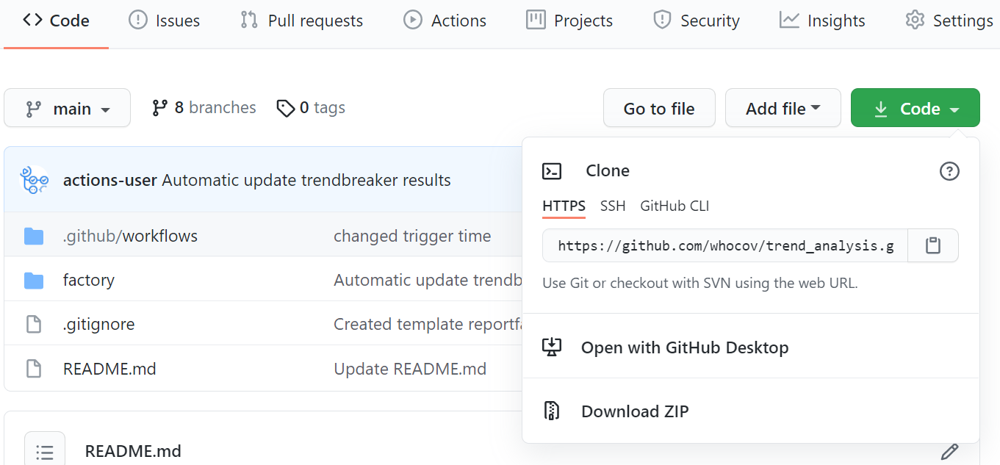 Code Issues Pull requests Actions Projects Security Insights Settings
main 8 branches 0 tags Go to file Add file Code
actions-user Automatic update trendbreaker results
.github/workflows changed trigger time
factory Automatic update trendb
.gitignore Created template reportfa
README.md Update README.md
README.md
Clone
HTTPS SSH GitHub CLI
https://github.com/whocov/trend_analysis.g
Use Git or checkout with SVN using the web URL.
Open with GitHub Desktop
Download ZIP